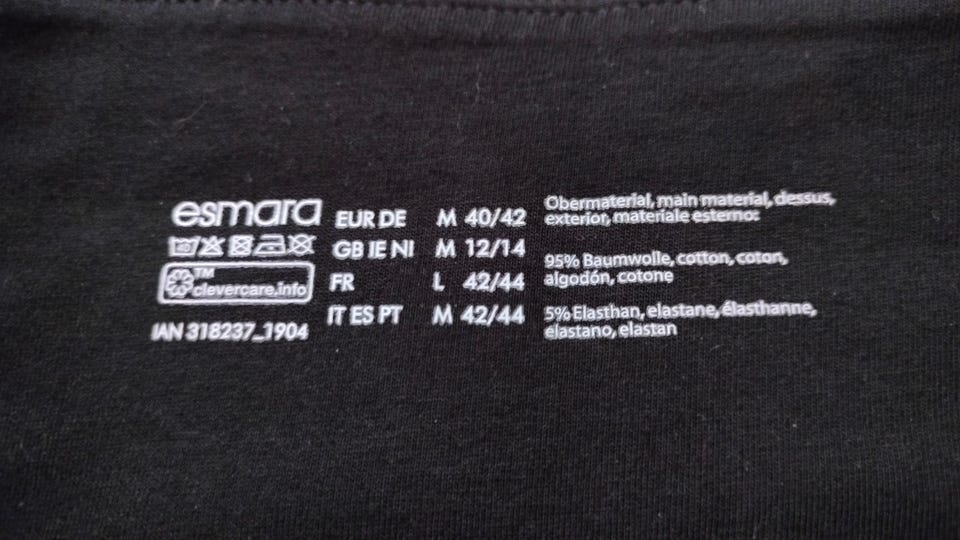 esmara
40
TM
clevercare.info
IAN 318237_1904
EUR DE M 40/42
GB IE NI M 12/14
FR L 42/44
IT ES PT M 42/44
Obermaterial, main material, dessus,
exterior, materiale esterno:
95% Baumwolle, cotton, coton,
algodón, cotone
5% Elasthan, elastane, élasthanne,
elastano, elastan